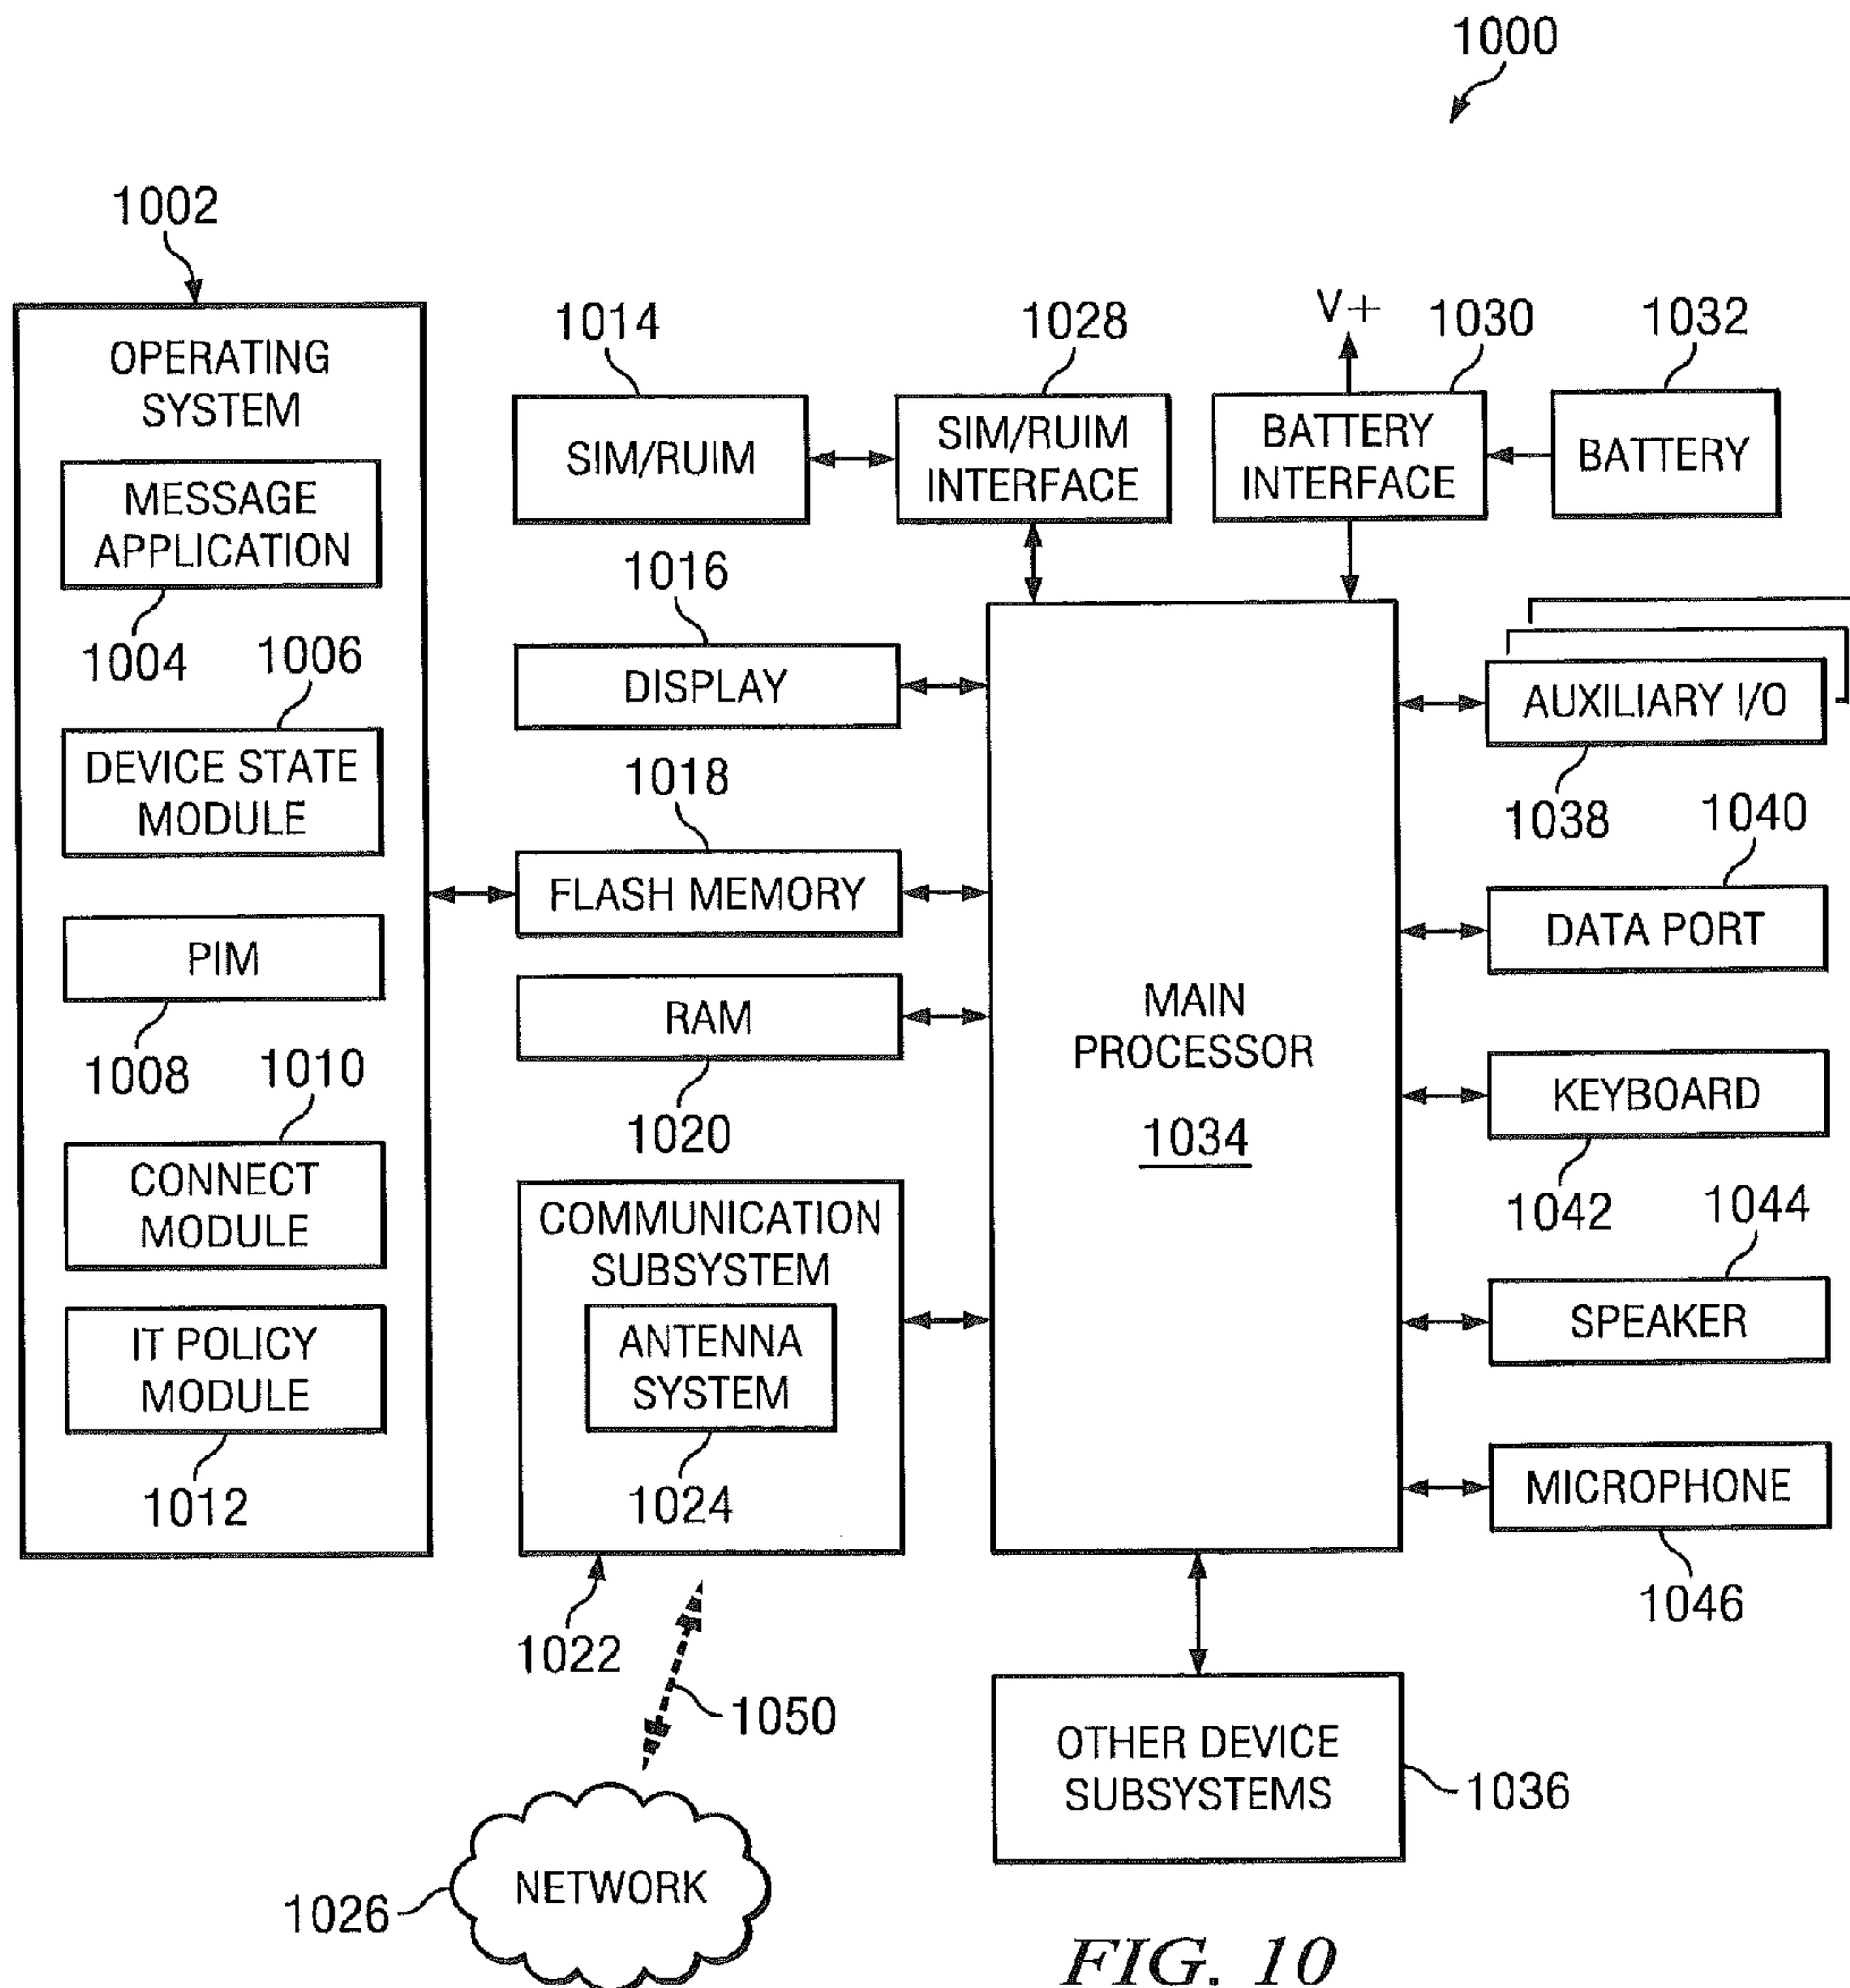 1000
1002
OPERATING
SYSTEM
MESSAGE
APPLICATION
1004
1006
DEVICE STATE
MODULE
PIM
1008
1010
CONNECT
MODULE
IT POLICY
MODULE
1012
1014
SIM/RUIM
1028
SIM/RUIM
INTERFACE
V+
1030
BATTERY
INTERFACE
1032
BATTERY
1016
DISPLAY
1018
FLASH MEMORY
RAM
1020
COMMUNICATION
SUBSYSTEM
ANTENNA
SYSTEM
1024
1022
1050
NETWORK
1026
MAIN
PROCESSOR
1034
AUXILIARY I/O
1038
1040
DATA PORT
KEYBOARD
1042
1044
SPEAKER
MICROPHONE
1046
OTHER DEVICE
SUBSYSTEMS
1036
FIG. 10